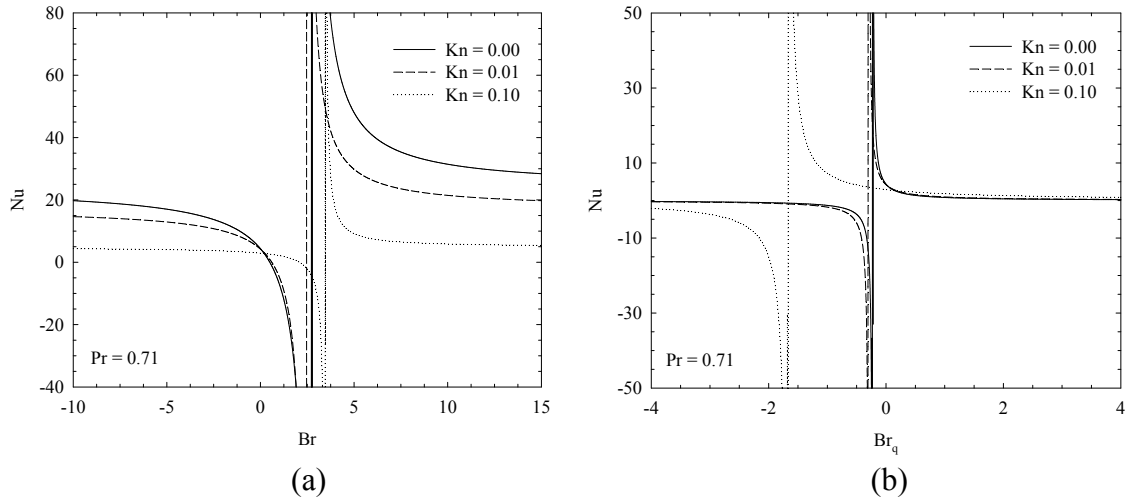 80
60
40
20
0
-20
-40
Nu
Kn = 0.00
Kn = 0.01
Kn = 0.10
Pr = 0.71
-10
-5
0
5
10
15
Br
(a)
50
30
10
-10
-30
-50
Nu
Kn = 0.00
Kn = 0.01
Kn = 0.10
Pr = 0.71
-4
-2
0
2
4
Br_q
(b)